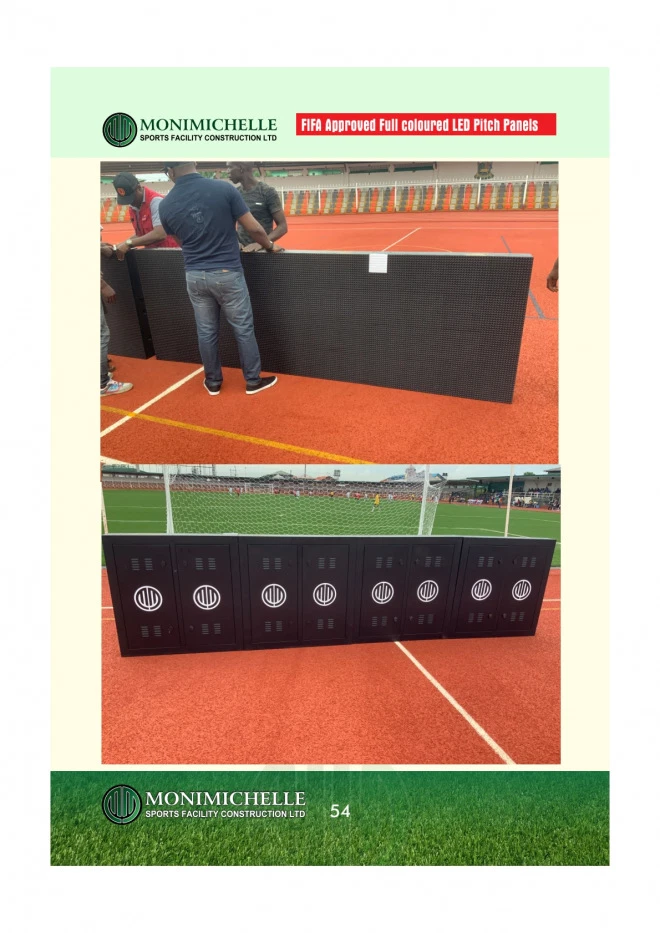 MONIMICHELLE
SPORTS FACILITY CONSTRUCTION LTD
FIFA Approved Full coloured LED Pitch Panels
MONIMICHELLE
SPORTS FACILITY CONSTRUCTION LTD
54